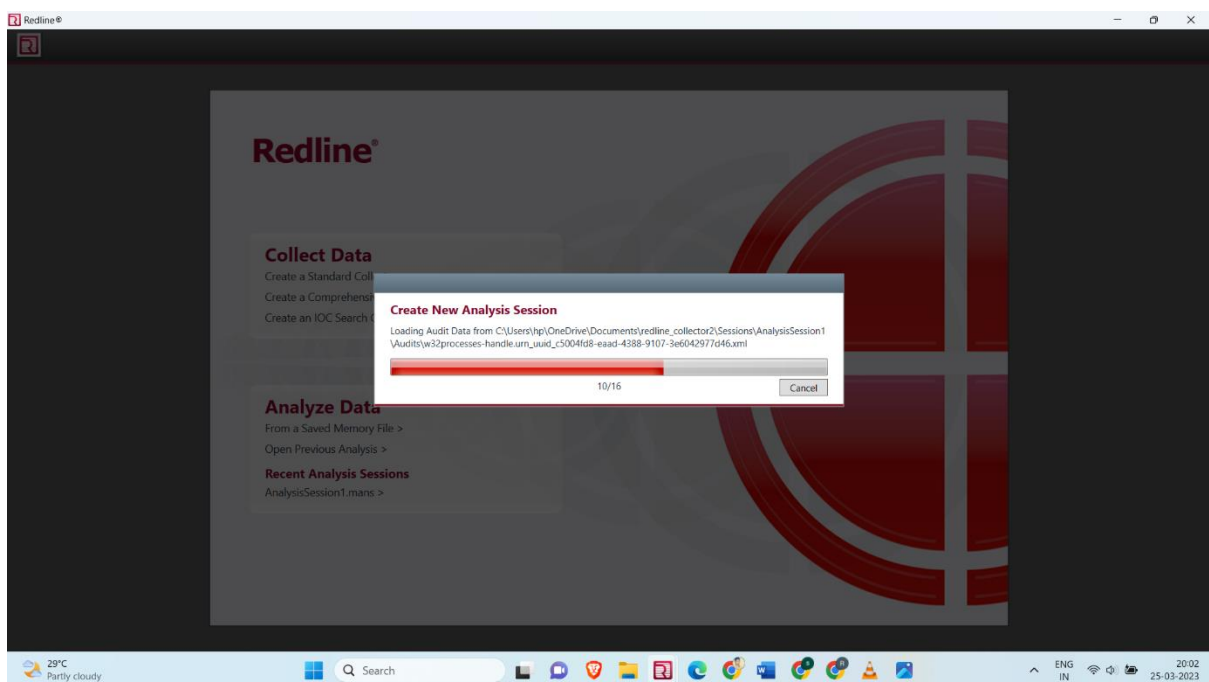 Redline®
Redline®
Collect Data
Create a Standard Coll
Create a Comprehens
Create an IOC Search
Create New Analysis Session
Loading Audit Data from C:\Users\hp\OneDrive\Documents\redline_collector2\Sessions\AnalysisSession1
\Audits\w32processes-handle.urn_uuid_c5004fd8-eaad-4388-9107-3e6042977d46.xml
10/16
Cancel
Analyze Data
From a Saved Memory File >
Open Previous Analysis >
Recent Analysis Sessions
AnalysisSession1.mans >
29°C
Partly cloudy
Search
ENG
IN
20:02
25-03-2023